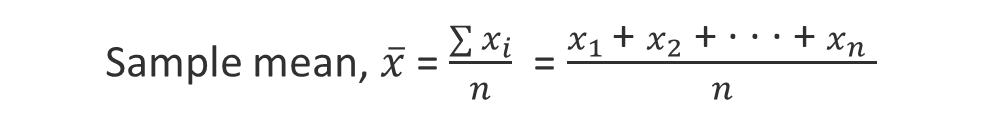 Sample mean, x̄ = ∑ xᵢ / n = x₁ + x₂ + · · · + xₙ / n